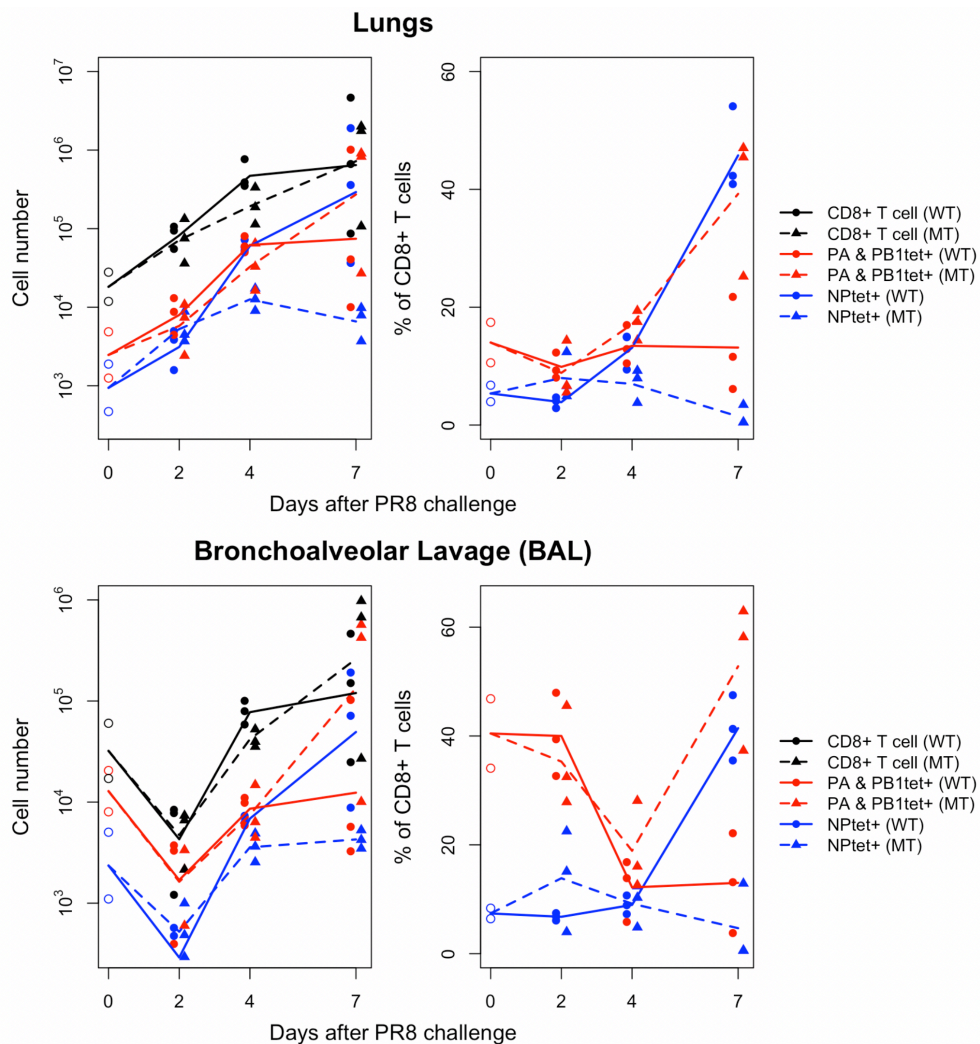 Lungs
Cell number
10^7
10^6
10^5
10^4
10^3
0 2 4 7
% of CD8+ T cells
60
40
20
0
0 2 4 7
Days after PR8 challenge
CD8+ T cell (WT)
CD8+ T cell (MT)
PA & PB1tet+ (WT)
PA & PB1tet+ (MT)
NPtet+ (WT)
NPtet+ (MT)
Bronchoalveolar Lavage (BAL)
Cell number
10^6
10^5
10^4
10^3
0 2 4 7
% of CD8+ T cells
60
40
20
0
0 2 4 7
Days after PR8 challenge
CD8+ T cell (WT)
CD8+ T cell (MT)
PA & PB1tet+ (WT)
PA & PB1tet+ (MT)
NPtet+ (WT)
NPtet+ (MT)